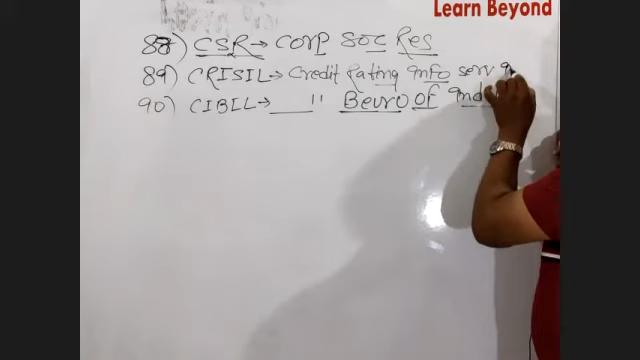 Learn Beyond
88) CSR → Corp Soc Res
89) CRISIL → Credit Rating Info Serv
90) CIBIL → ___ " Beuro OF Ind